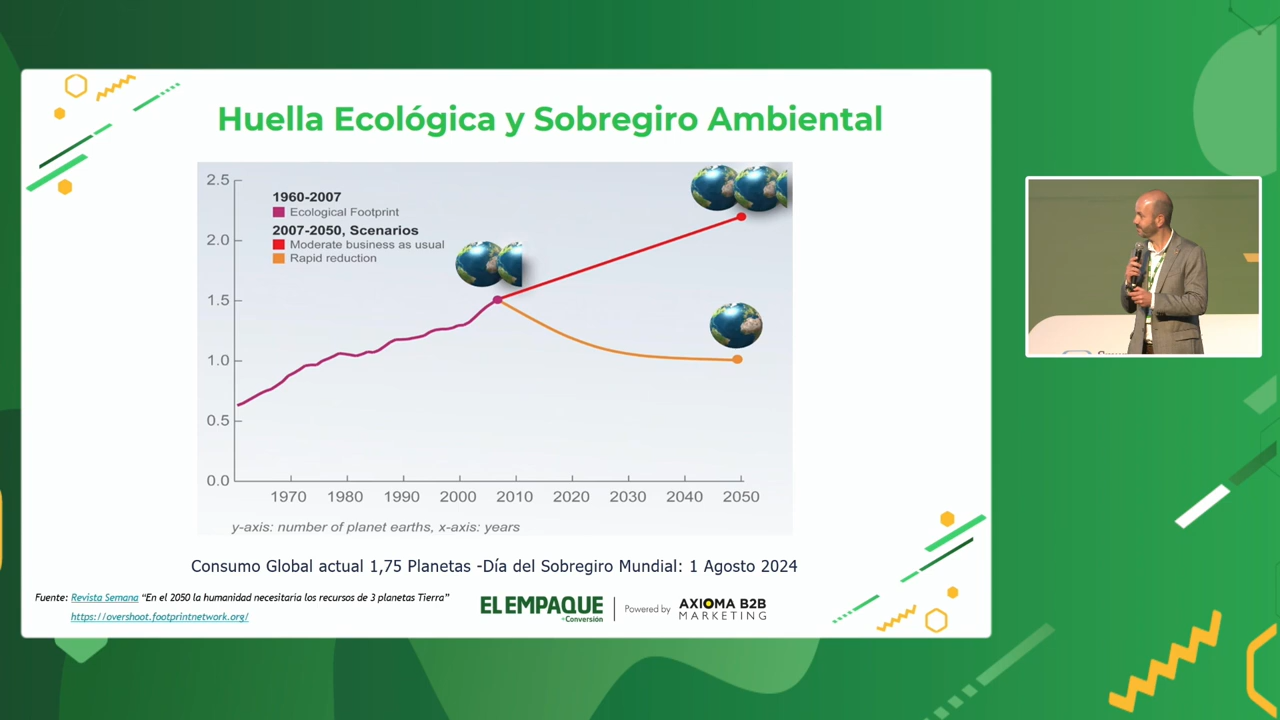 Huella Ecológica y Sobregiro Ambiental
2.5
2.0
1.5
1.0
0.5
0.0
1960-2007
Ecological Footprint
2007-2050, Scenarios
Moderate business as usual
Rapid reduction
1970 1980 1990 2000 2010 2020 2030 2040 2050
y-axis: number of planet earths, x-axis: years
Consumo Global actual 1,75 Planetas -Día del Sobregiro Mundial: 1 Agosto 2024
Fuente: Revista Semana “En el 2050 la humanidad necesitaria los recursos de 3 planetas Tierra”
https://overshoot.footprintnetwork.org/
EL EMPAQUE
+Conversión
Powered by
AXIOMA B2B
MARKETING